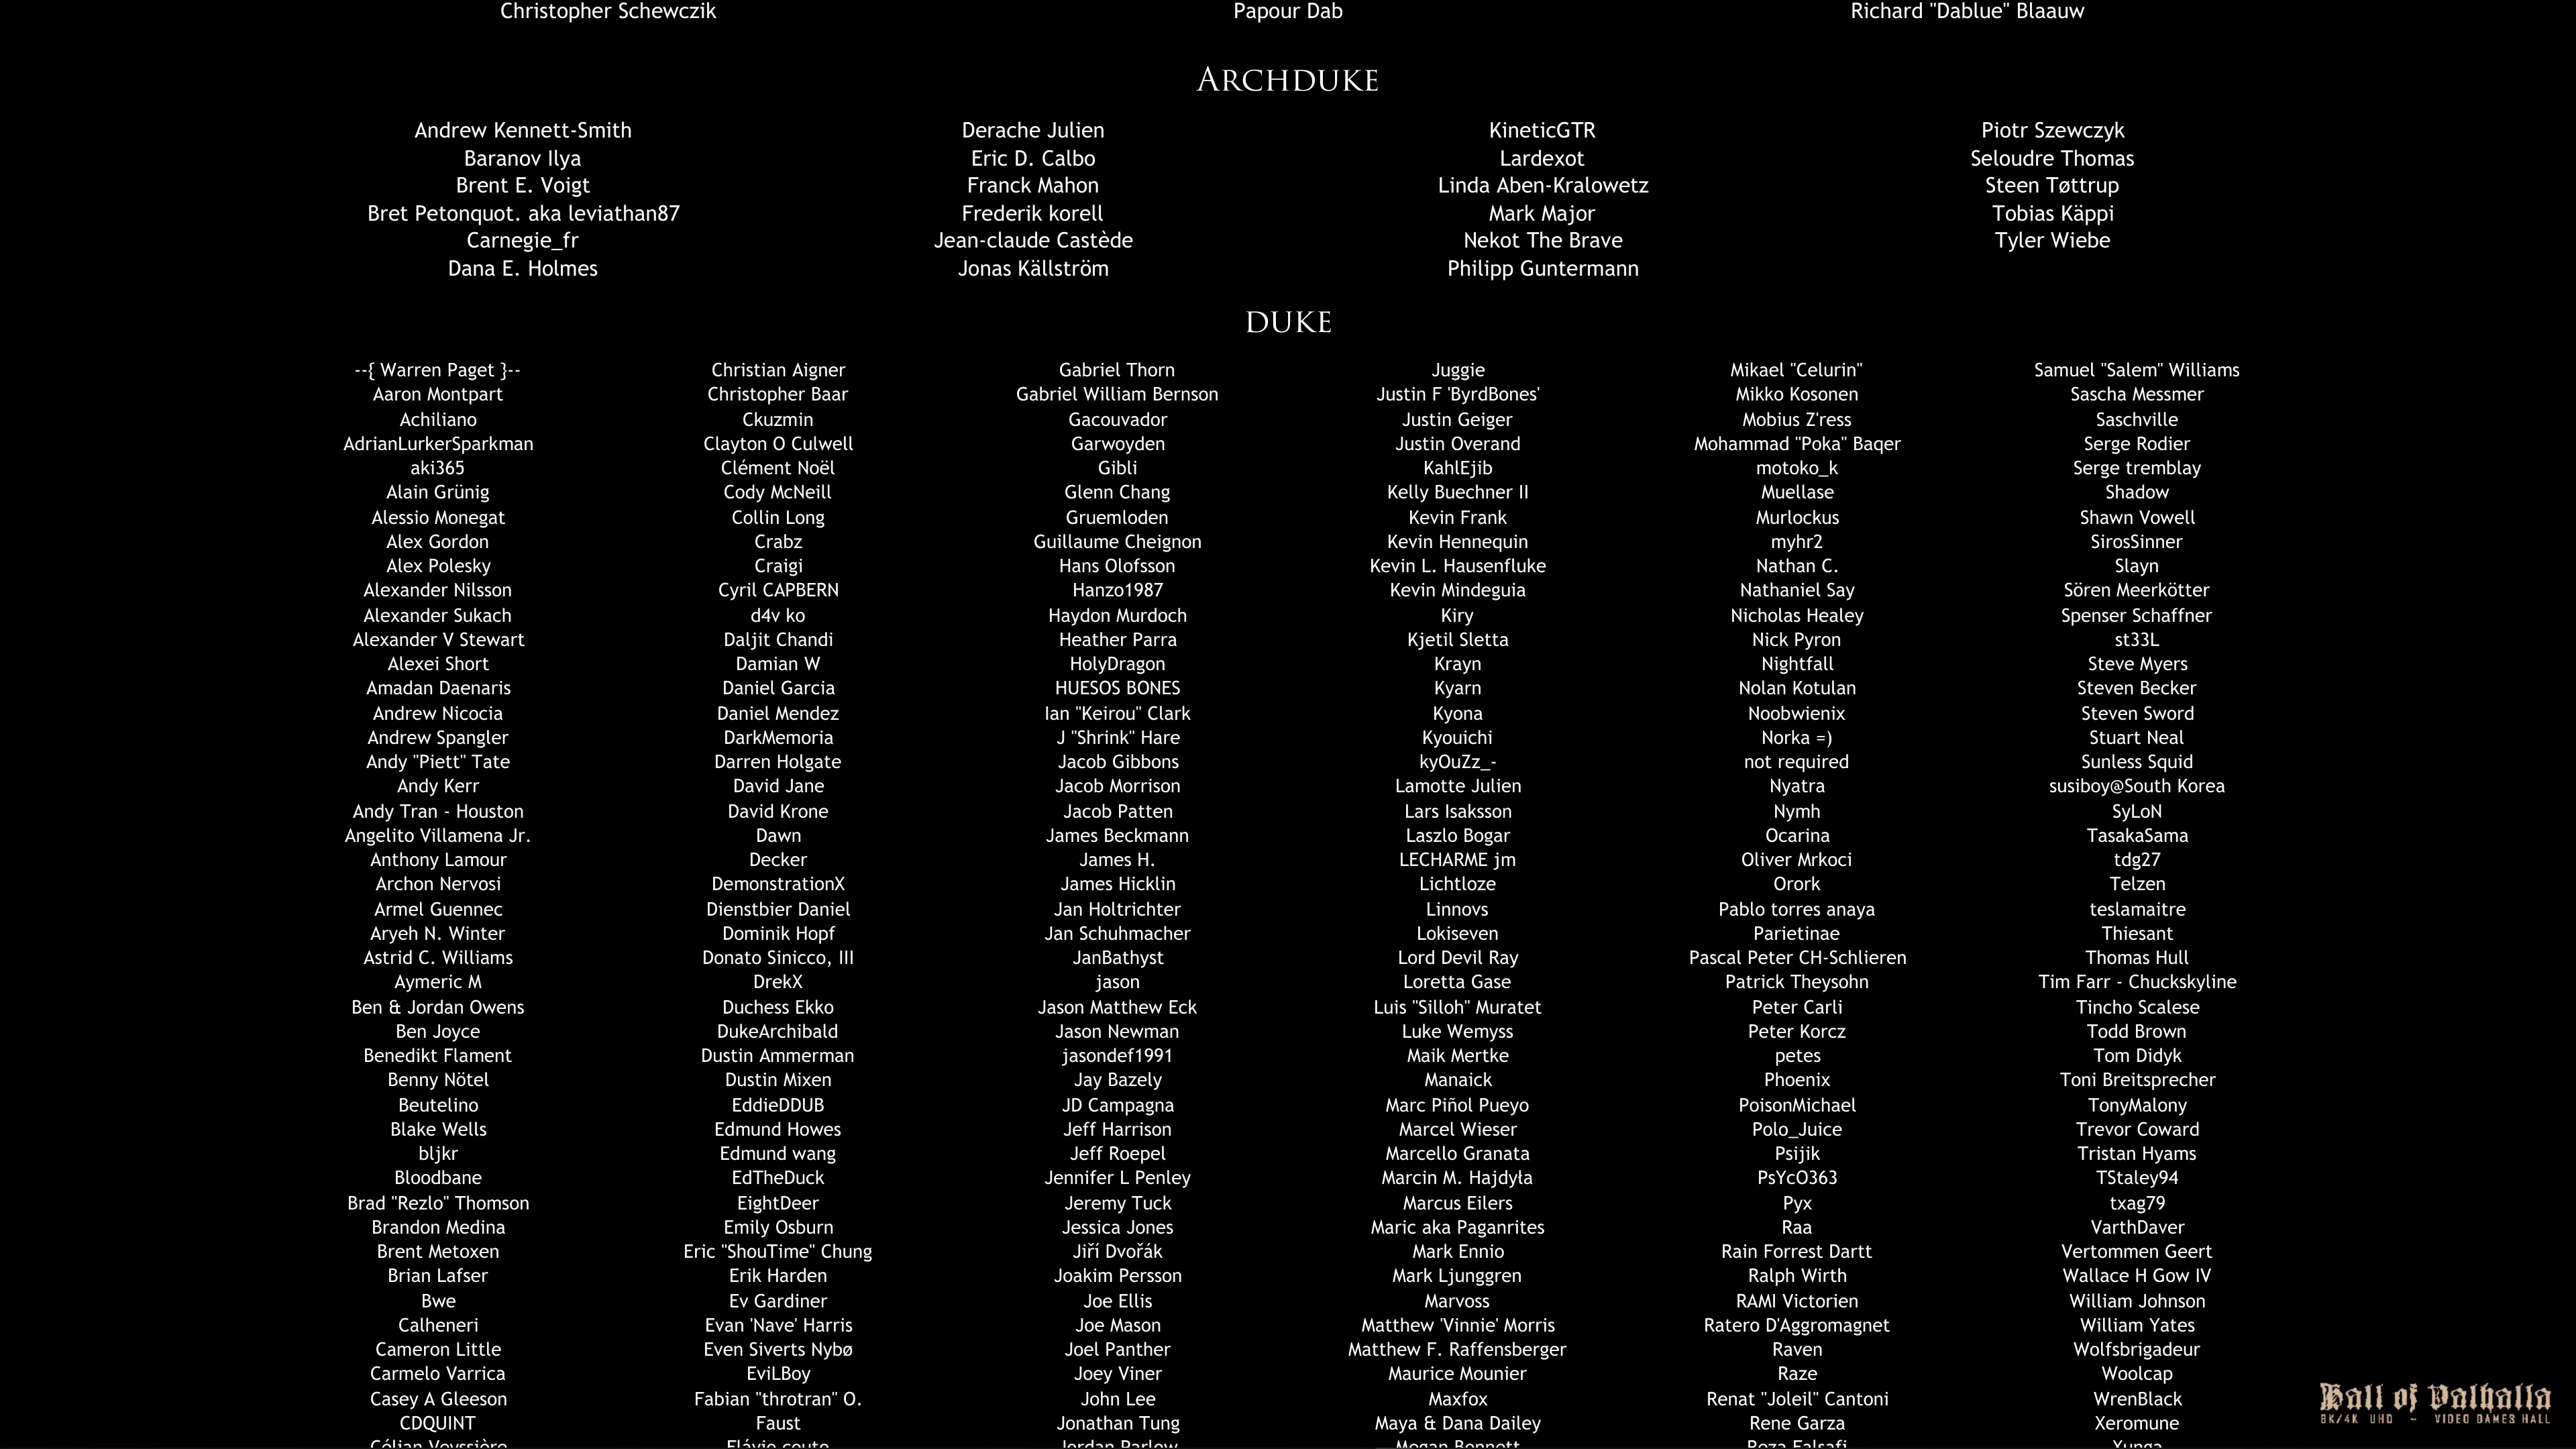 Christopher Schewczik
Papour Dab
Richard "Dablue" Blaauw
ARCHDUKE
Andrew Kennett-Smith
Baranov Ilya
Brent E. Voigt
Bret Petonquot. aka leviathan87
Carnegie_fr
Dana E. Holmes
Derache Julien
Eric D. Calbo
Franck Mahon
Frederik korell
Jean-claude Castède
Jonas Källström
KineticGTR
Lardexot
Linda Aben-Kralowetz
Mark Major
Nekot The Brave
Philipp Guntermann
Piotr Szewczyk
Seloudre Thomas
Steen Tøttrup
Tobias Käppi
Tyler Wiebe
DUKE
--{ Warren Paget }--
Aaron Montpart
Achiliano
AdrianLurkerSparkman
aki365
Alain Grünig
Alessio Monegat
Alex Gordon
Alex Polesky
Alexander Nilsson
Alexander Sukach
Alexander V Stewart
Alexei Short
Amadan Daenaris
Andrew Nicocia
Andrew Spangler
Andy "Piett" Tate
Andy Kerr
Andy Tran - Houston
Angelito Villamena Jr.
Anthony Lamour
Archon Nervosi
Armel Guennec
Aryeh N. Winter
Astrid C. Williams
Aymeric M
Ben & Jordan Owens
Ben Joyce
Benedikt Flament
Benny Nötel
Beutelino
Blake Wells
bljkr
Bloodbane
Brad "Rezlo" Thomson
Brandon Medina
Brent Metoxen
Brian Lafser
Bwe
Calheneri
Cameron Little
Carmelo Varrica
Casey A Gleeson
CDQUINT
Christian Aigner
Christopher Baar
Ckuzmin
Clayton O Culwell
Clément Noël
Cody McNeill
Collin Long
Crabz
Craigi
Cyril CAPBERN
d4v ko
Daljit Chandi
Damian W
Daniel Garcia
Daniel Mendez
DarkMemoria
Darren Holgate
David Jane
David Krone
Dawn
Decker
DemonstrationX
Dienstbier Daniel
Dominik Hopf
Donato Sinicco, III
DrekX
Duchess Ekko
DukeArchibald
Dustin Ammerman
Dustin Mixen
EddieDDUB
Edmund Howes
Edmund wang
EdTheDuck
EightDeer
Emily Osburn
Eric "ShouTime" Chung
Erik Harden
Ev Gardiner
Evan 'Nave' Harris
Even Siverts Nybø
EviLBoy
Fabian "throtran" O.
Faust
Gabriel Thorn
Gabriel William Bernson
Gacouvador
Garwoyden
Gibli
Glenn Chang
Gruemloden
Guillaume Cheignon
Hans Olofsson
Hanzo1987
Haydon Murdoch
Heather Parra
HolyDragon
HUESOS BONES
Ian "Keirou" Clark
J "Shrink" Hare
Jacob Gibbons
Jacob Morrison
Jacob Patten
James Beckmann
James H.
James Hicklin
Jan Holtrichter
Jan Schuhmacher
JanBathyst
jason
Jason Matthew Eck
Jason Newman
jasondef1991
Jay Bazely
JD Campagna
Jeff Harrison
Jeff Roepel
Jennifer L Penley
Jeremy Tuck
Jessica Jones
Jiří Dvořák
Joakim Persson
Joe Ellis
Joe Mason
Joel Panther
Joey Viner
John Lee
Jonathan Tung
Juggie
Justin F 'ByrdBones'
Justin Geiger
Justin Overand
KahlEjib
Kelly Buechner II
Kevin Frank
Kevin Hennequin
Kevin L. Hausenfluke
Kevin Mindeguia
Kiry
Kjetil Sletta
Krayn
Kyarn
Kyona
Kyouichi
kyOuZz_-
Lamotte Julien
Lars Isaksson
Laszlo Bogar
LECHARME jm
Lichtloze
Linnovs
Lokiseven
Lord Devil Ray
Loretta Gase
Luis "Silloh" Muratet
Luke Wemyss
Maik Mertke
Manaick
Marc Piñol Pueyo
Marcel Wieser
Marcello Granata
Marcin M. Hajdyła
Marcus Eilers
Maric aka Paganrites
Mark Ennio
Mark Ljunggren
Marvoss
Matthew 'Vinnie' Morris
Matthew F. Raffensberger
Maurice Mounier
Maxfox
Maya & Dana Dailey
Mikael "Celurin"
Mikko Kosonen
Mobius Z'ress
Mohammad "Poka" Baqer
motoko_k
Muellase
Murlockus
myhr2
Nathan C.
Nathaniel Say
Nicholas Healey
Nick Pyron
Nightfall
Nolan Kotulan
Noobwienix
Norka =)
not required
Nyatra
Nymh
Ocarina
Oliver Mrkoci
Orork
Pablo torres anaya
Parietinae
Pascal Peter CH-Schlieren
Patrick Theysohn
Peter Carli
Peter Korcz
petes
Phoenix
PoisonMichael
Polo_Juice
Psijik
PsYcO363
Pyx
Raa
Rain Forrest Dartt
Ralph Wirth
RAMI Victorien
Ratero D'Aggromagnet
Raven
Raze
Renat "Joleil" Cantoni
Rene Garza
Samuel "Salem" Williams
Sascha Messmer
Saschville
Serge Rodier
Serge tremblay
Shadow
Shawn Vowell
SirosSinner
Slayn
Sören Meerkötter
Spenser Schaffner
st33L
Steve Myers
Steven Becker
Steven Sword
Stuart Neal
Sunless Squid
susiboy@South Korea
SyLoN
TasakaSama
tdg27
Telzen
teslamaitre
Thiesant
Thomas Hull
Tim Farr - Chuckskyline
Tincho Scalese
Todd Brown
Tom Didyk
Toni Breitsprecher
TonyMalony
Trevor Coward
Tristan Hyams
TStaley94
txag79
VarthDaver
Vertommen Geert
Wallace H Gow IV
William Johnson
William Yates
Wolfsbrigadeur
Woolcap
WrenBlack
Xeromune
Hall of Valhalla
8K/4K UHD ~ VIDEO GAMES HALL